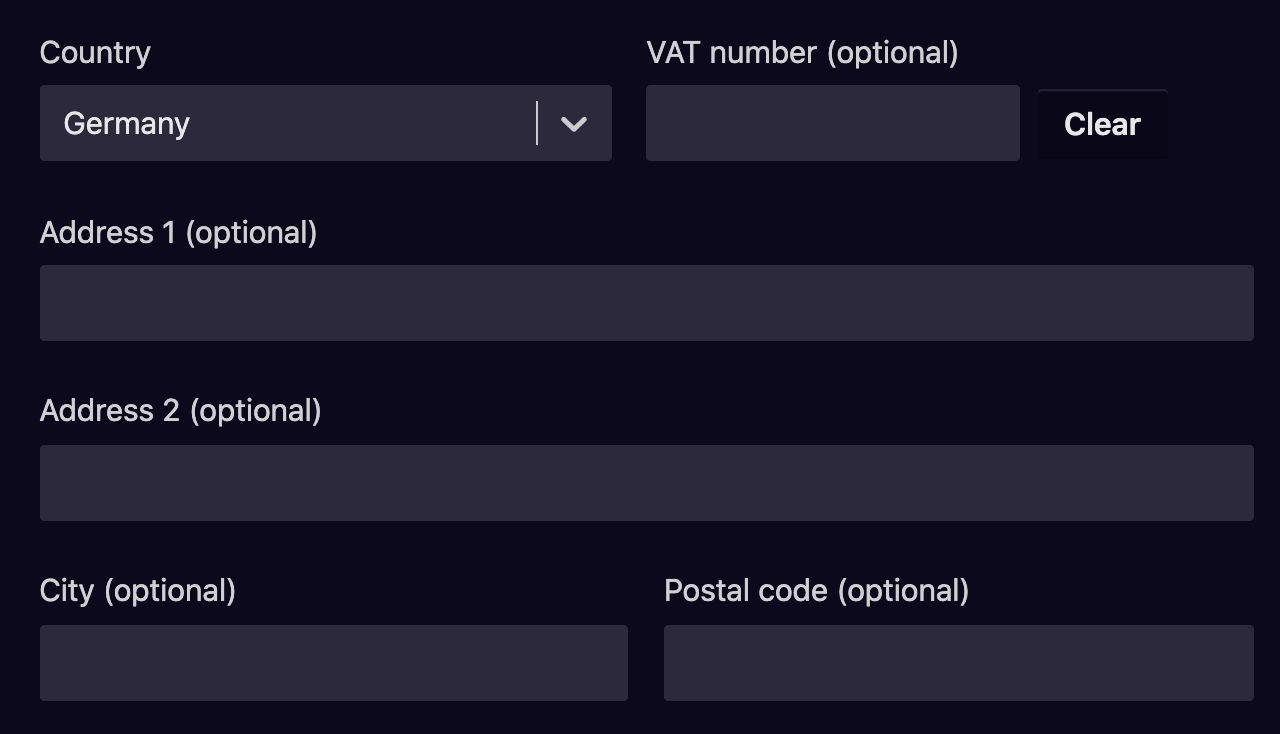 Country
VAT number (optional)
Germany
Clear
Address 1 (optional)
Address 2 (optional)
City (optional)
Postal code (optional)